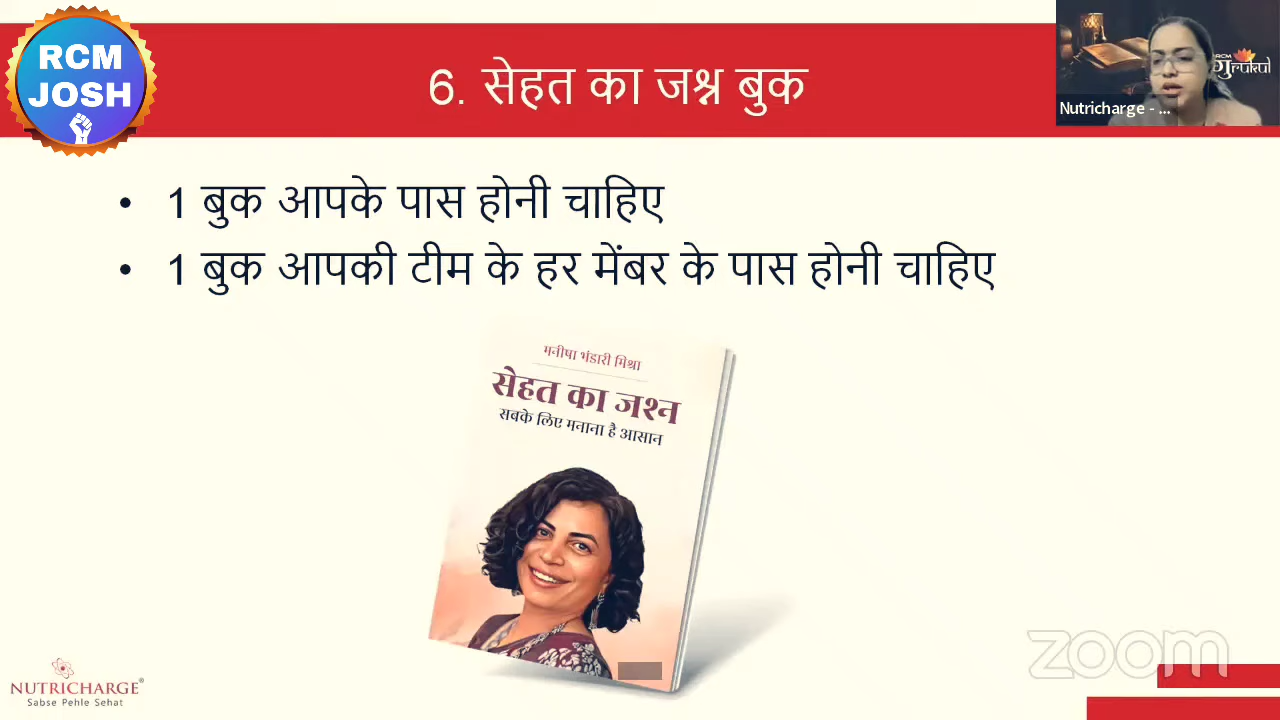 RCM
JOSH
6. सेहत का जश्न बुक
RCM
गुरुकुल
Nutricharge - ...
• 1 बुक आपके पास होनी चाहिए
• 1 बुक आपकी टीम के हर मेंबर के पास होनी चाहिए
मनीषा भंडारी मिश्रा
सेहत का जश्न
सबके लिए मनाना है आसान
zoom
NUTRICHARGE®
Sabse Pehle Sehat